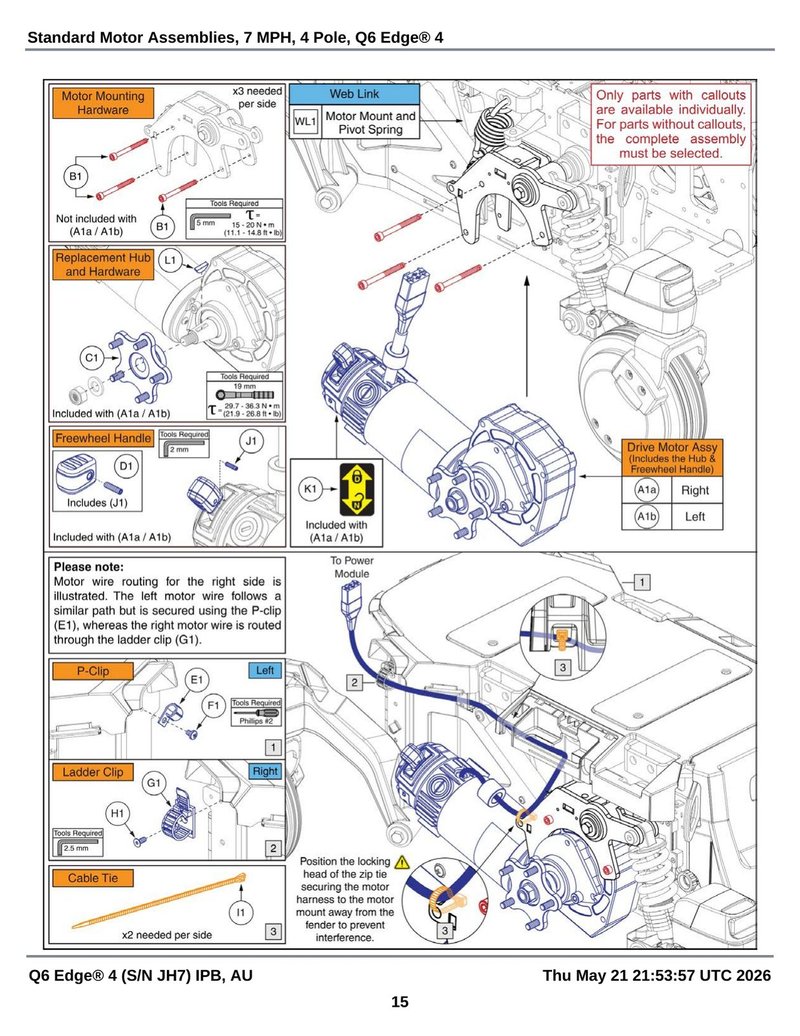 Standard Motor Assemblies, 7 MPH, 4 Pole, Q6 Edge® 4
Motor Mounting
Hardware
x3 needed
per side
B1
B1
Not included with
(A1a / A1b)
Tools Required
5 mm
τ =
15 - 20 N • m
(11.1 - 14.8 ft • lb)
Web Link
WL1
Motor Mount and
Pivot Spring
Only parts with callouts
are available individually.
For parts without callouts,
the complete assembly
must be selected.
Replacement Hub
and Hardware
L1
C1
Tools Required
19 mm
τ =
29.7 - 36.3 N • m
(21.9 - 26.8 ft • lb)
Included with (A1a / A1b)
Freewheel Handle
Tools Required
2 mm
J1
D1
Includes (J1)
Included with (A1a / A1b)
K1
D
N
Included with
(A1a / A1b)
Drive Motor Assy
(Includes the Hub &
Freewheel Handle)
A1a
Right
A1b
Left
Please note:
Motor wire routing for the right side is
illustrated. The left motor wire follows a
similar path but is secured using the P-clip
(E1), whereas the right motor wire is routed
through the ladder clip (G1).
To Power
Module
1
3
2
P-Clip
Left
E1
F1
Tools Required
Phillips #2
1
Ladder Clip
Right
G1
H1
Tools Required
2.5 mm
2
Cable Tie
I1
x2 needed per side
3
Position the locking
head of the zip tie
securing the motor
harness to the motor
mount away from the
fender to prevent
interference.
3
Q6 Edge® 4 (S/N JH7) IPB, AU
Thu May 21 21:53:57 UTC 2026
15